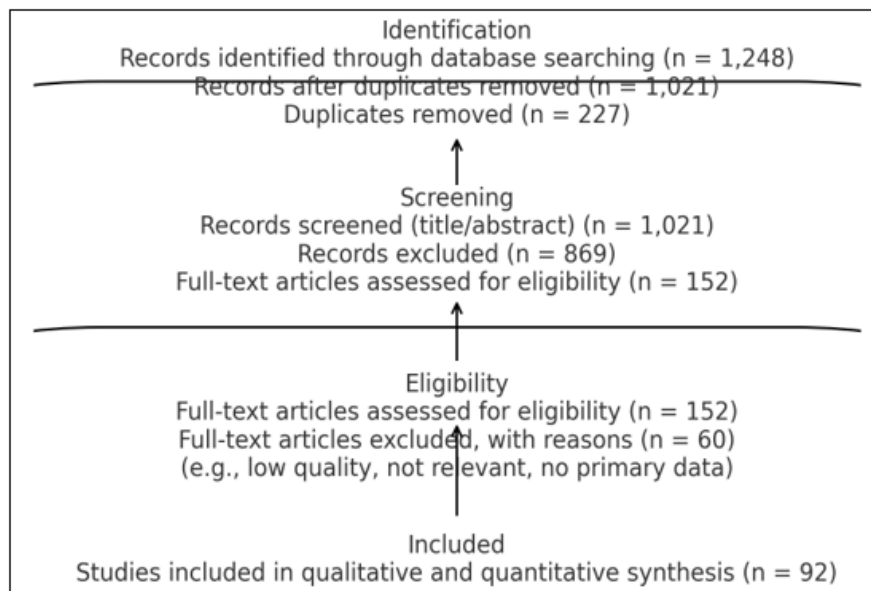 Identification
Records identified through database searching (n = 1,248)
Records after duplicates removed (n = 1,021)
Duplicates removed (n = 227)
Screening
Records screened (title/abstract) (n = 1,021)
Records excluded (n = 869)
Full-text articles assessed for eligibility (n = 152)
Eligibility
Full-text articles assessed for eligibility (n = 152)
Full-text articles excluded, with reasons (n = 60)
(e.g., low quality, not relevant, no primary data)
Included
Studies included in qualitative and quantitative synthesis (n = 92)